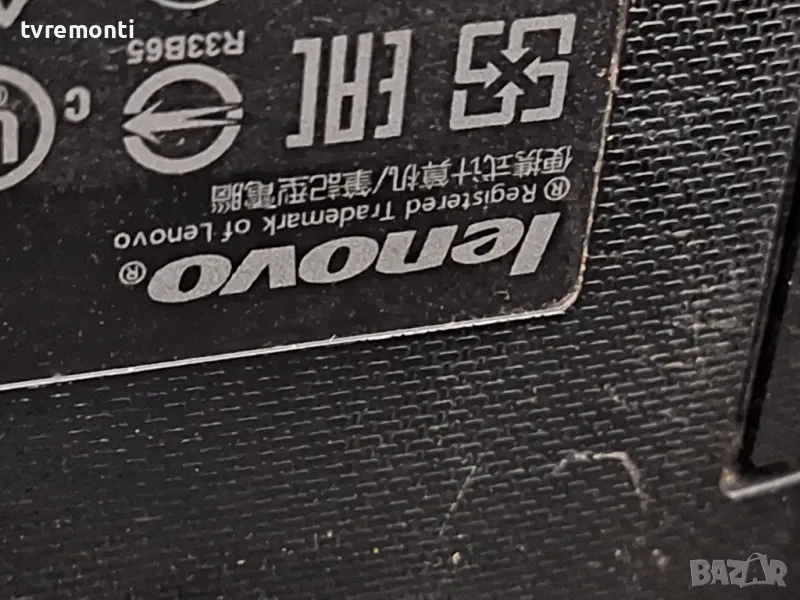 tvremonti
lenovo®
® Registered Trademark of Lenovo
便携式计算机/筆記型電腦
EAC
R33B65
C
U
BAZAR